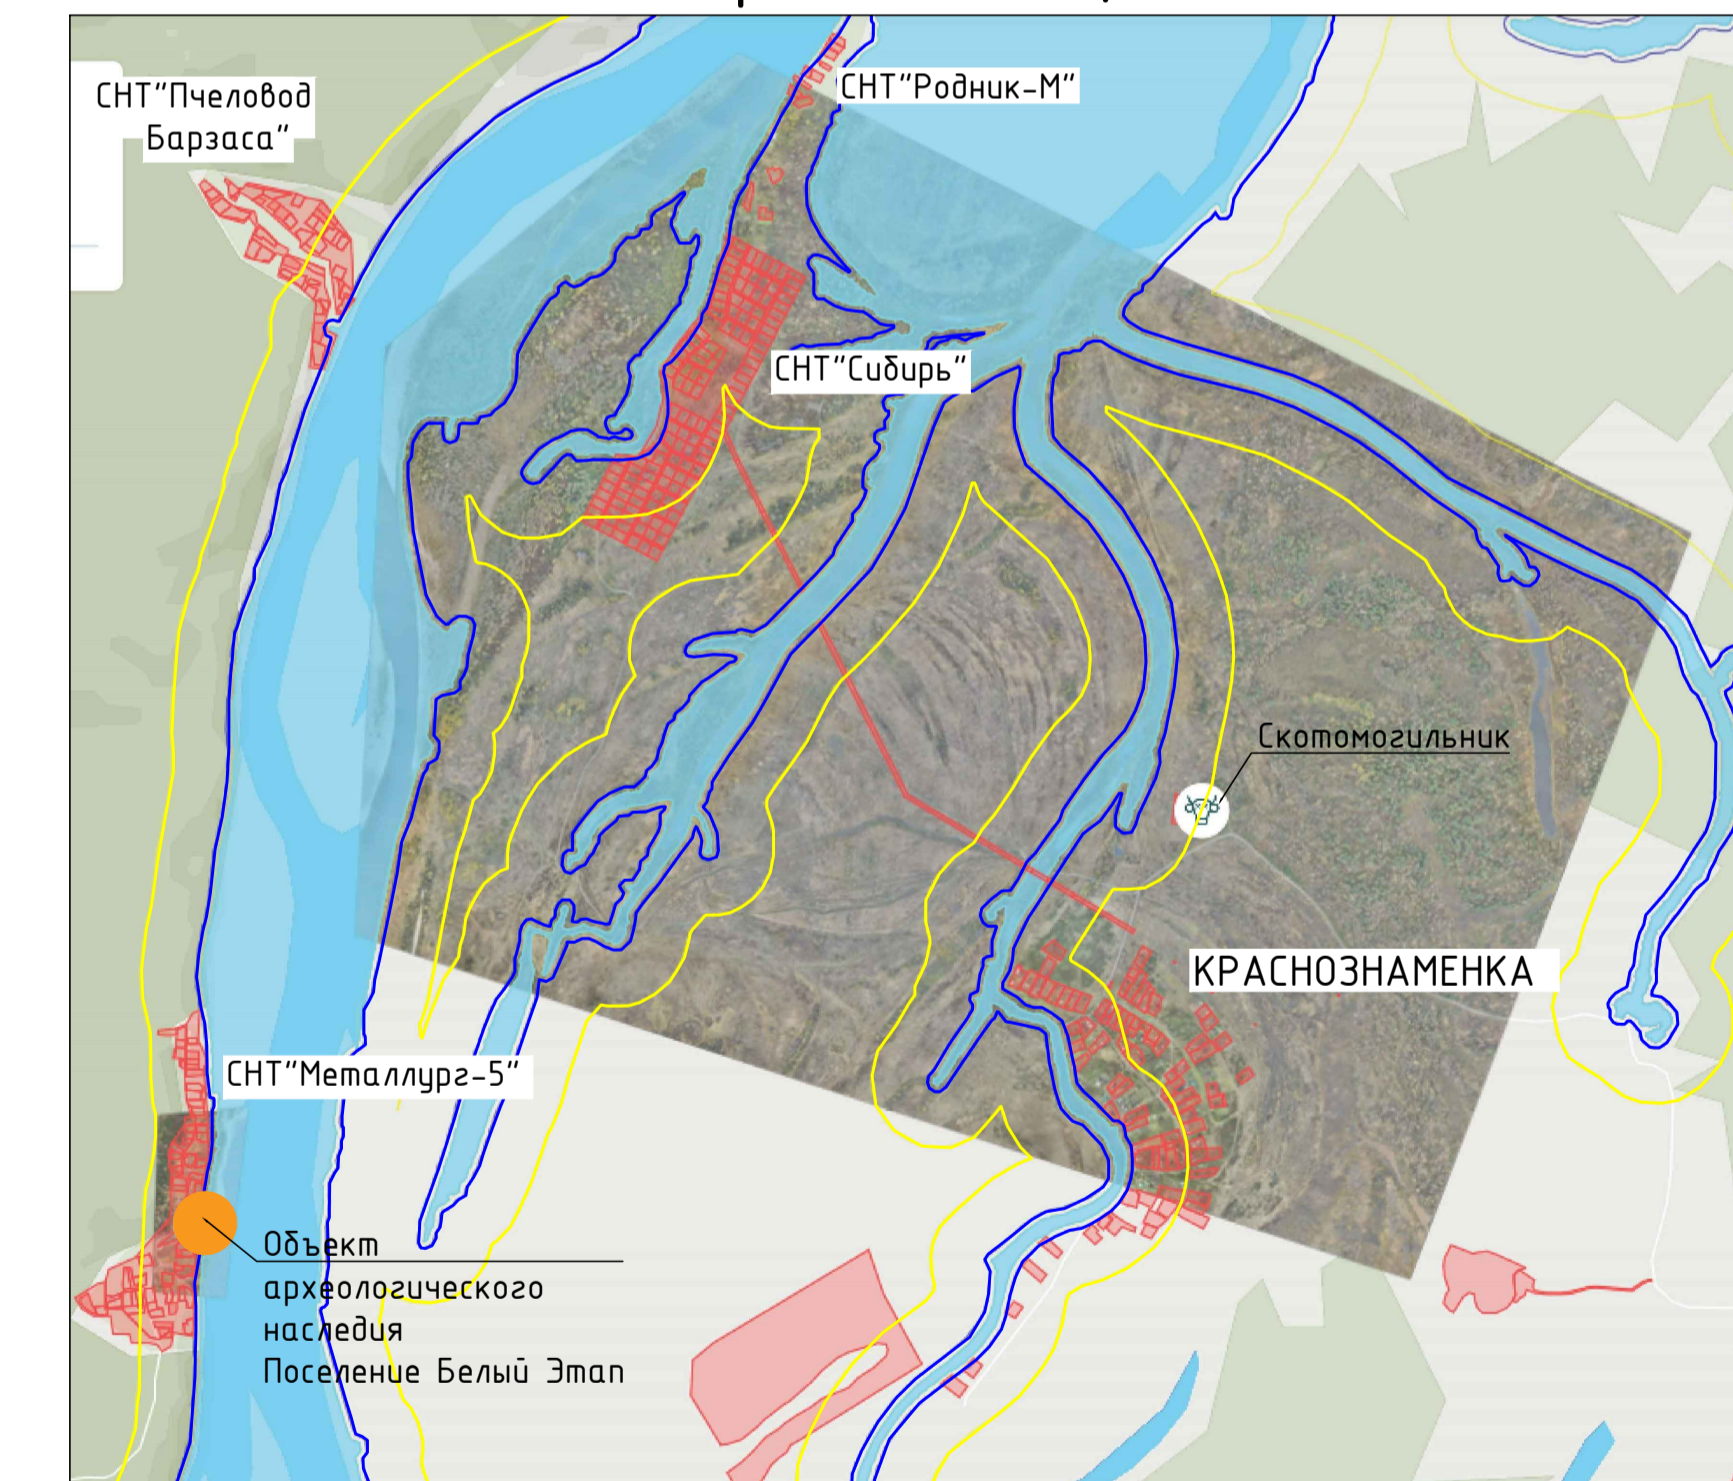 СНТ"Пчеловод
Барзаса"
СНТ"Родник-М"
СНТ"Сибирь"
Скотомогильник
КРАСНОЗНАМЕНКА
СНТ"Металлург-5"
Объект
археологического
наследия
Поселение Белый Этап